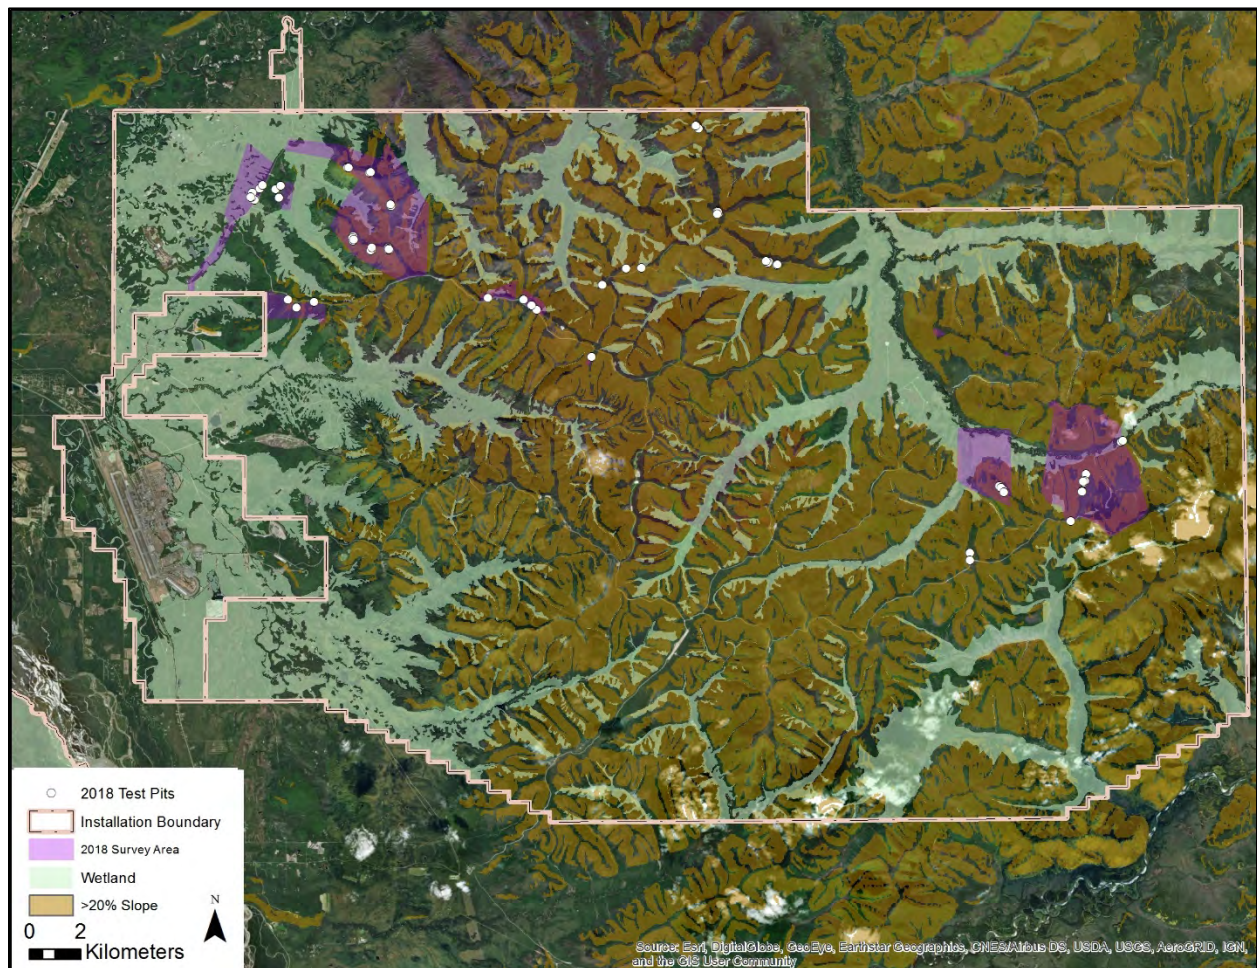 2018 Test Pits
Installation Boundary
2018 Survey Area
Wetland
>20% Slope
N
0 2
Kilometers
Source: Esri, DigitalGlobe, GeoEye, Earthstar Geographics, CNES/Airbus DS, USDA, USGS, AeroGRID, IGN,
and the GIS User Community